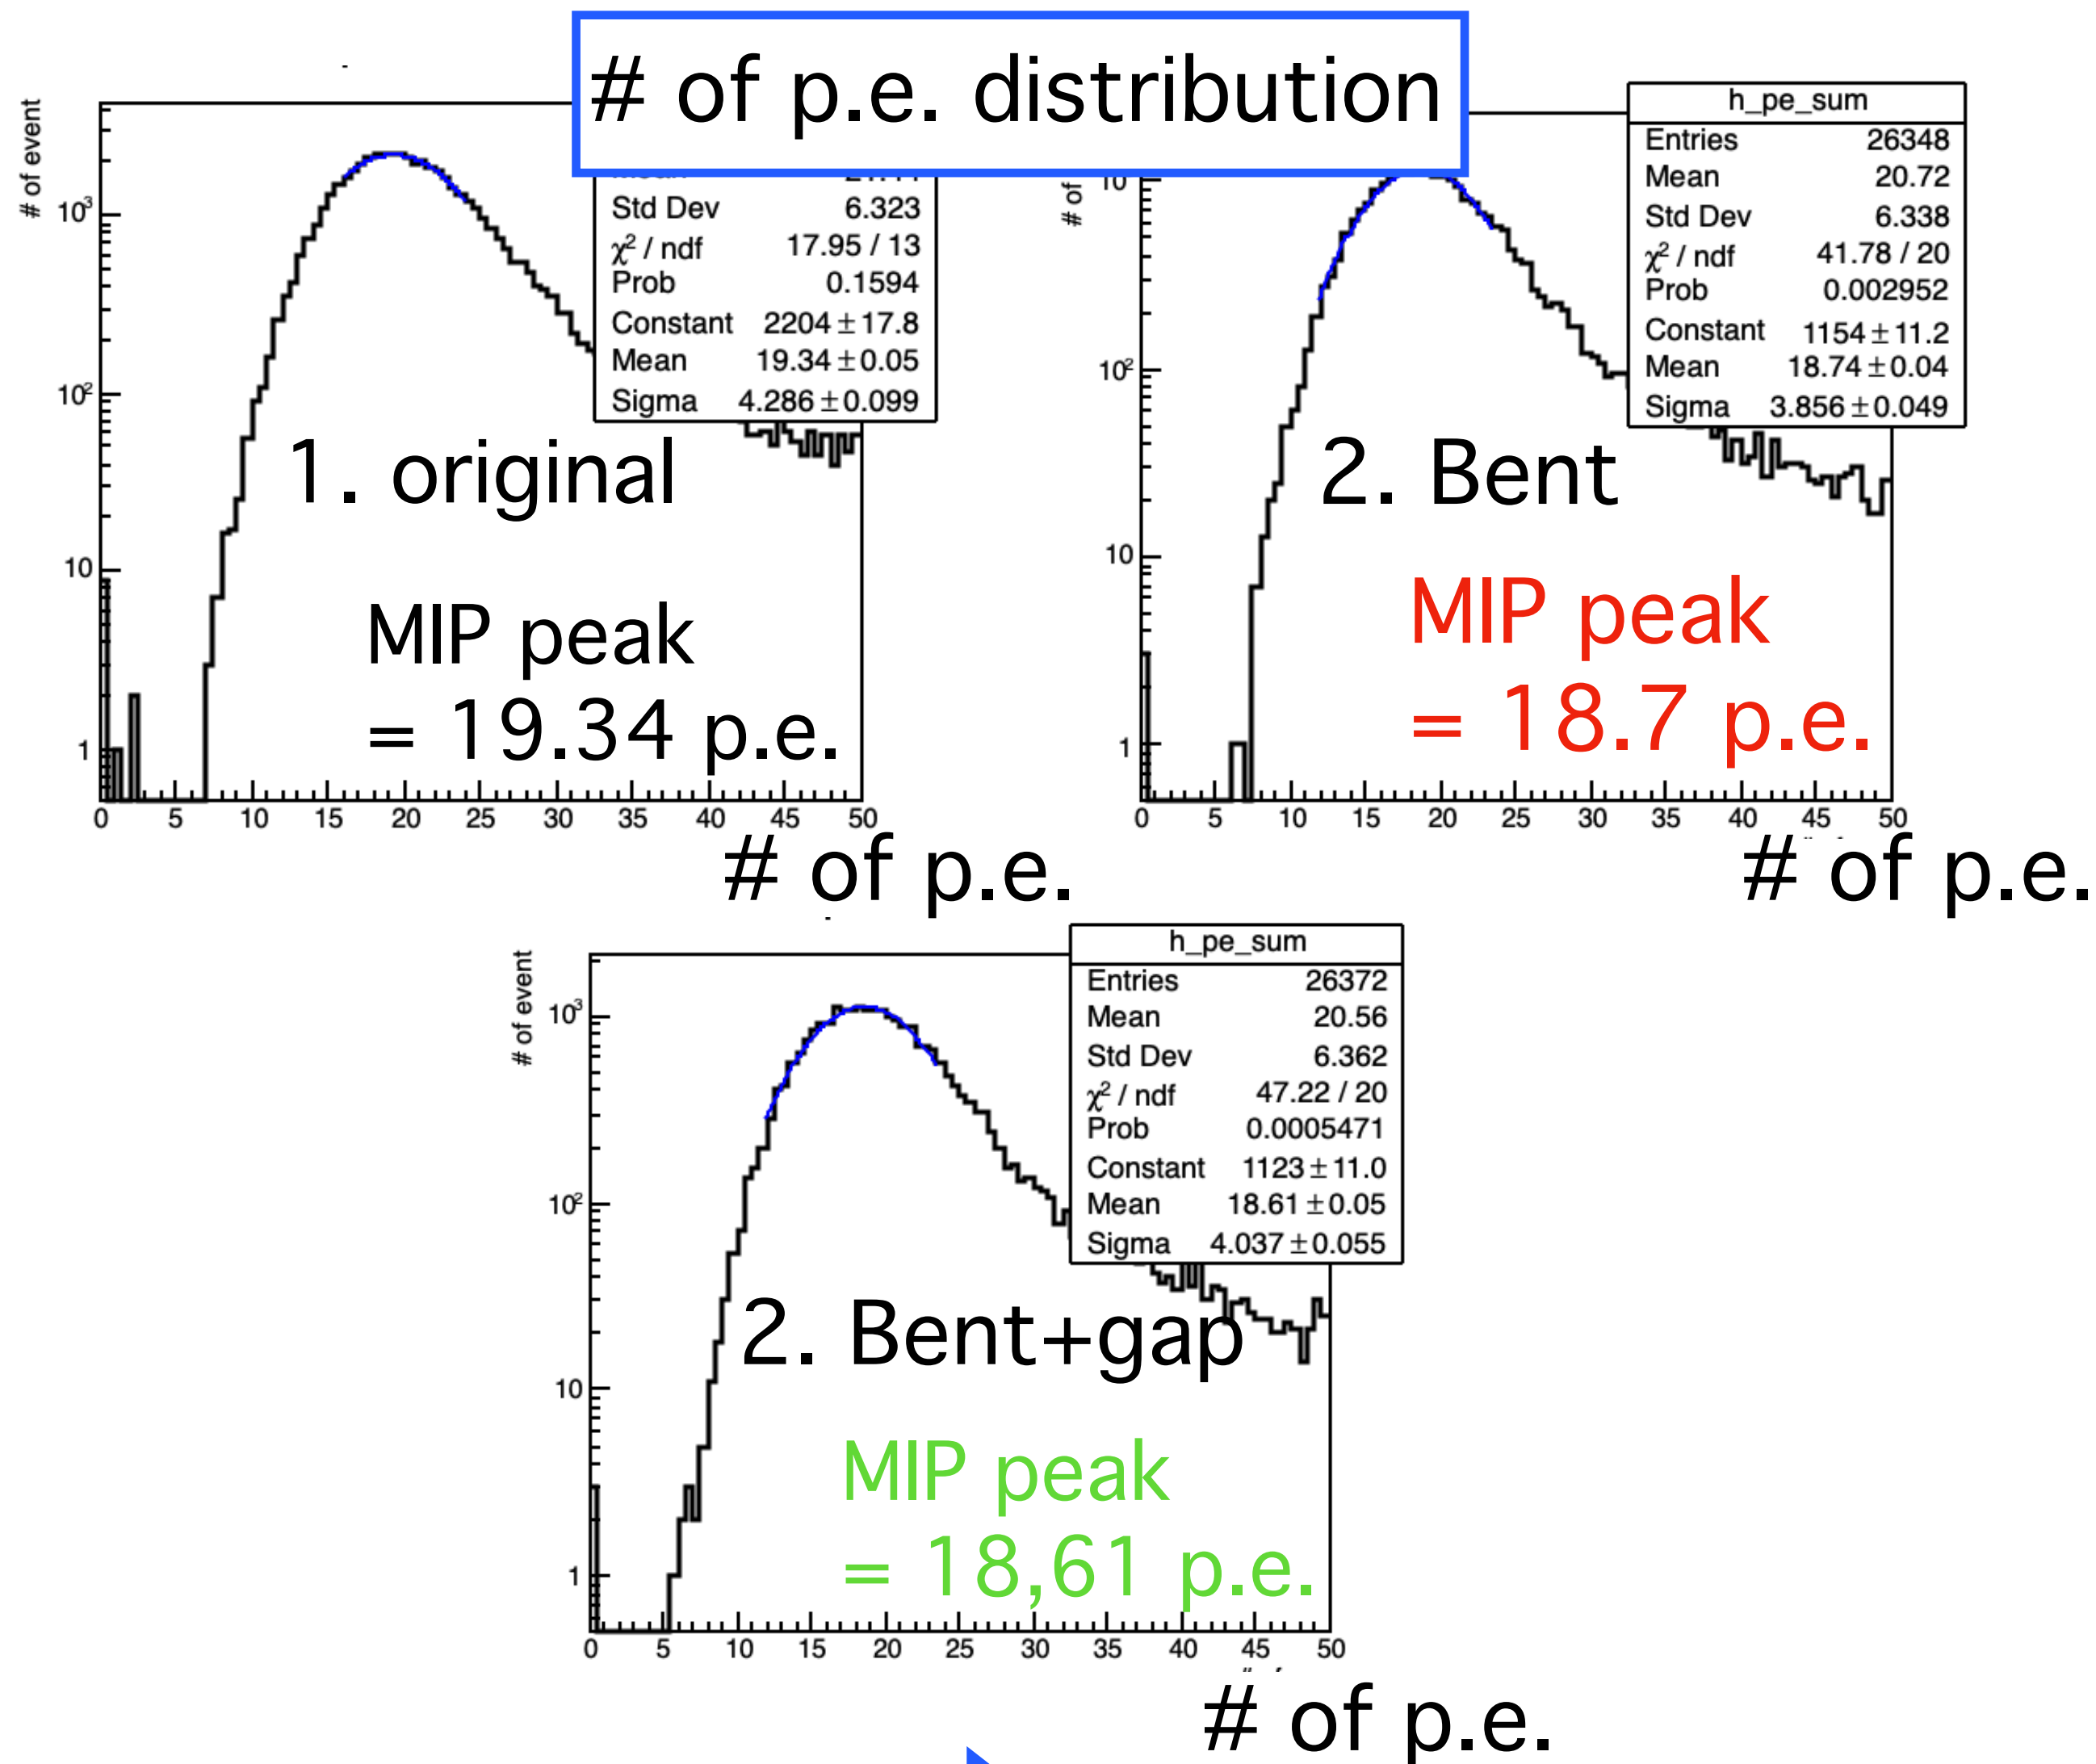 # of p.e. distribution
# of event
10³
10²
10
1
0 5 10 15 20 25 30 35 40 45 50
Std Dev 6.323
χ² / ndf 17.95 / 13
Prob 0.1594
Constant 2204 ± 17.8
Mean 19.34 ± 0.05
Sigma 4.286 ± 0.099
1. original
MIP peak
= 19.34 p.e.
# of p.e.
# of
10
10²
10
1
0 5 10 15 20 25 30 35 40 45 50
h_pe_sum
Entries 26348
Mean 20.72
Std Dev 6.338
χ² / ndf 41.78 / 20
Prob 0.002952
Constant 1154 ± 11.2
Mean 18.74 ± 0.04
Sigma 3.856 ± 0.049
2. Bent
MIP peak
= 18.7 p.e.
# of p.e.
# of event
10³
10²
10
1
0 5 10 15 20 25 30 35 40 45 50
h_pe_sum
Entries 26372
Mean 20.56
Std Dev 6.362
χ² / ndf 47.22 / 20
Prob 0.0005471
Constant 1123 ± 11.0
Mean 18.61 ± 0.05
Sigma 4.037 ± 0.055
2. Bent+gap
MIP peak
= 18,61 p.e.
# of p.e.